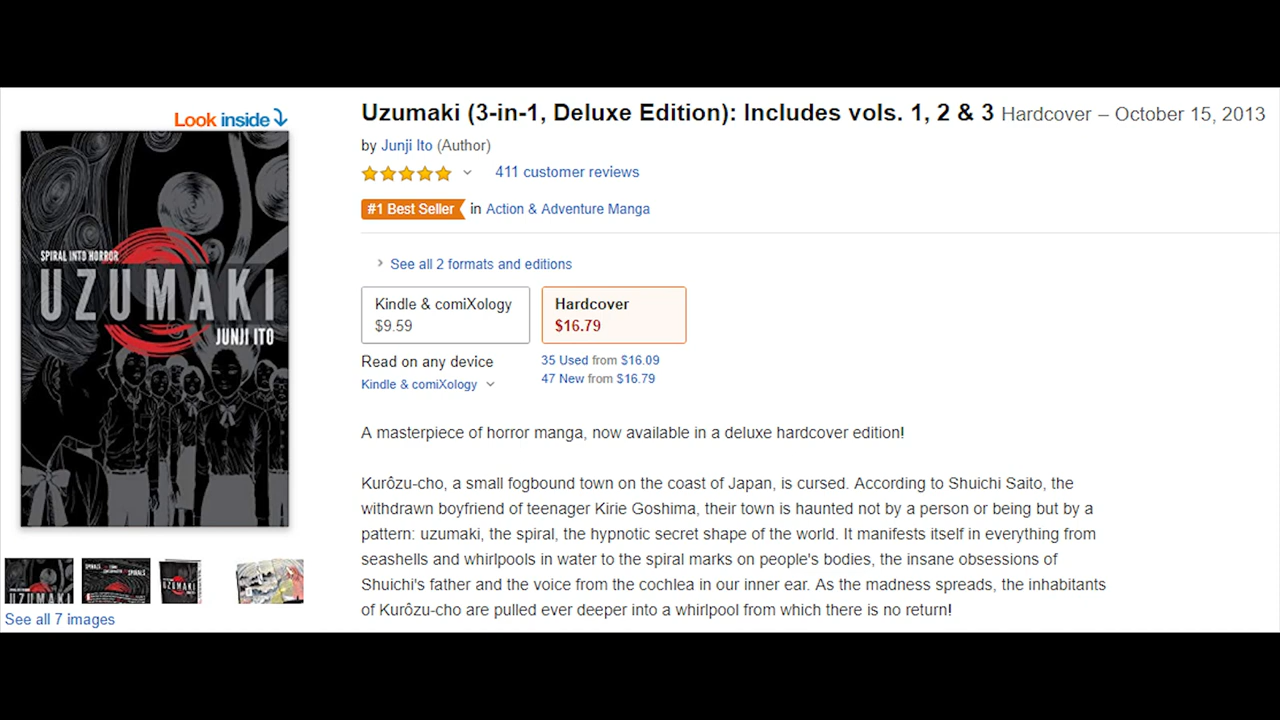 Look inside
SPIRAL INTO HORROR
UZUMAKI
JUNJI ITO
See all 7 images
Uzumaki (3-in-1, Deluxe Edition): Includes vols. 1, 2 & 3 Hardcover – October 15, 2013
by Junji Ito (Author)
411 customer reviews
#1 Best Seller in Action & Adventure Manga
See all 2 formats and editions
Kindle & comiXology
$9.59
Hardcover
$16.79
Read on any device
Kindle & comiXology
35 Used from $16.09
47 New from $16.79
A masterpiece of horror manga, now available in a deluxe hardcover edition!
Kurôzu-cho, a small fogbound town on the coast of Japan, is cursed. According to Shuichi Saito, the
withdrawn boyfriend of teenager Kirie Goshima, their town is haunted not by a person or being but by a
pattern: uzumaki, the spiral, the hypnotic secret shape of the world. It manifests itself in everything from
seashells and whirlpools in water to the spiral marks on people's bodies, the insane obsessions of
Shuichi's father and the voice from the cochlea in our inner ear. As the madness spreads, the inhabitants
of Kurôzu-cho are pulled ever deeper into a whirlpool from which there is no return!